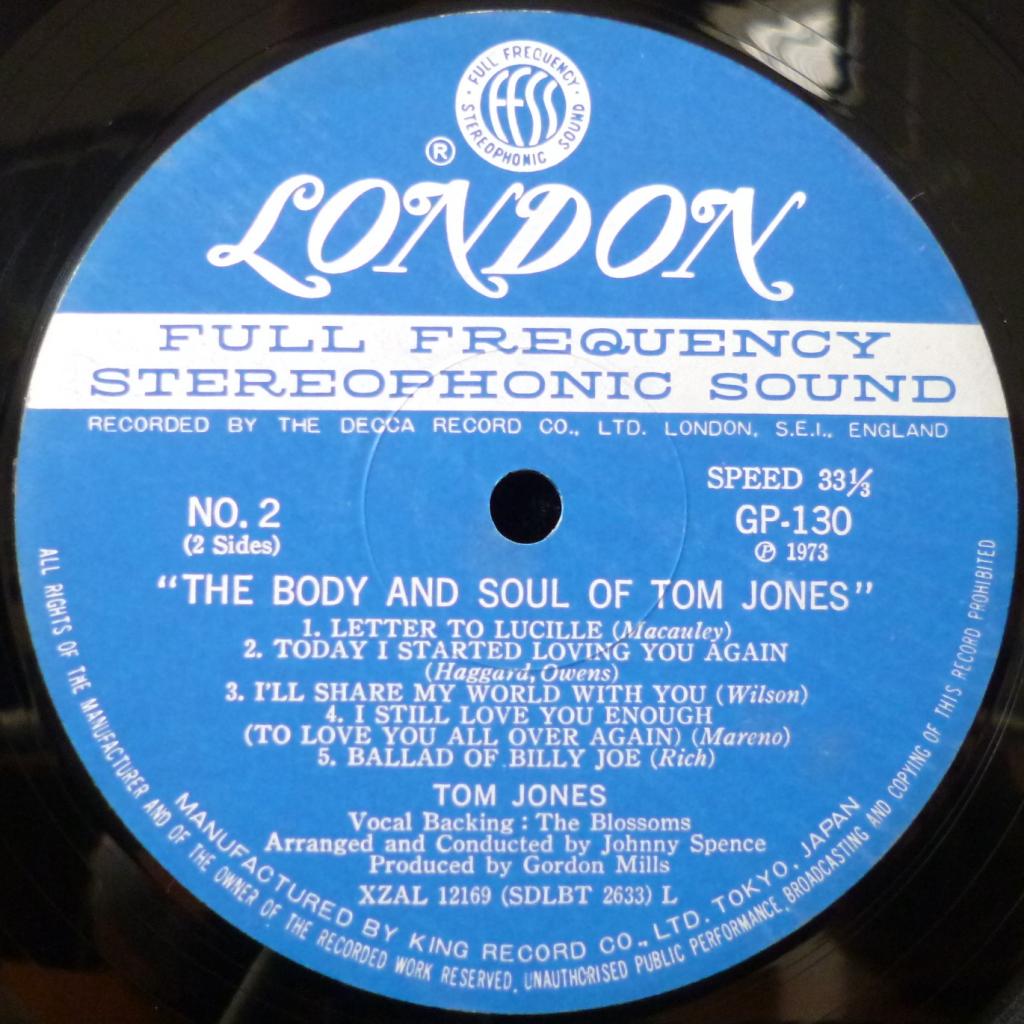 FULL FREQUENCY
STEREOPHONIC SOUND
FFSS
®
LONDON
FULL FREQUENCY
STEREOPHONIC SOUND
RECORDED BY THE DECCA RECORD CO., LTD. LONDON, S.E.I., ENGLAND
SPEED 33⅓
NO. 2
GP-130
(2 Sides)
℗ 1973
"THE BODY AND SOUL OF TOM JONES"
1. LETTER TO LUCILLE (Macauley)
2. TODAY I STARTED LOVING YOU AGAIN
(Haggard, Owens)
3. I'LL SHARE MY WORLD WITH YOU (Wilson)
4. I STILL LOVE YOU ENOUGH
(TO LOVE YOU ALL OVER AGAIN) (Mareno)
5. BALLAD OF BILLY JOE (Rich)
TOM JONES
Vocal Backing : The Blossoms
Arranged and Conducted by Johnny Spence
Produced by Gordon Mills
XZAL 12169 (SDLBT 2633) L
MANUFACTURED BY KING RECORD CO., LTD. TOKYO, JAPAN
ALL RIGHTS OF THE MANUFACTURER AND OF THE OWNER OF THE RECORDED WORK RESERVED. UNAUTHORISED PUBLIC PERFORMANCE, BROADCASTING AND COPYING OF THIS RECORD PROHIBITED